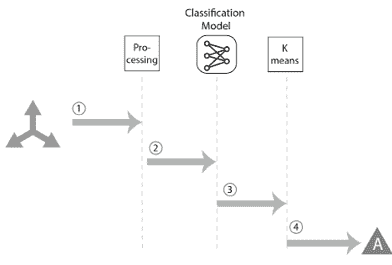 Classification
Model
Pro-
cessing
K
means
1
2
3
4
A